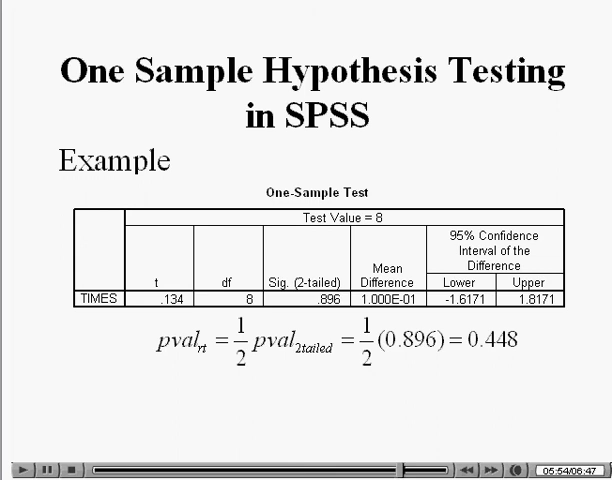 One Sample Hypothesis Testing
in SPSS
Example
One-Sample Test
Test Value = 8
95% Confidence
Interval of the
Mean Difference
t df Sig. (2-tailed) Difference Lower Upper
TIMES .134 8 .896 1.000E-01 -1.6171 1.8171
pval_rt = 1/2 pval_2tailed = 1/2 (0.896) = 0.448
05:54/06:47